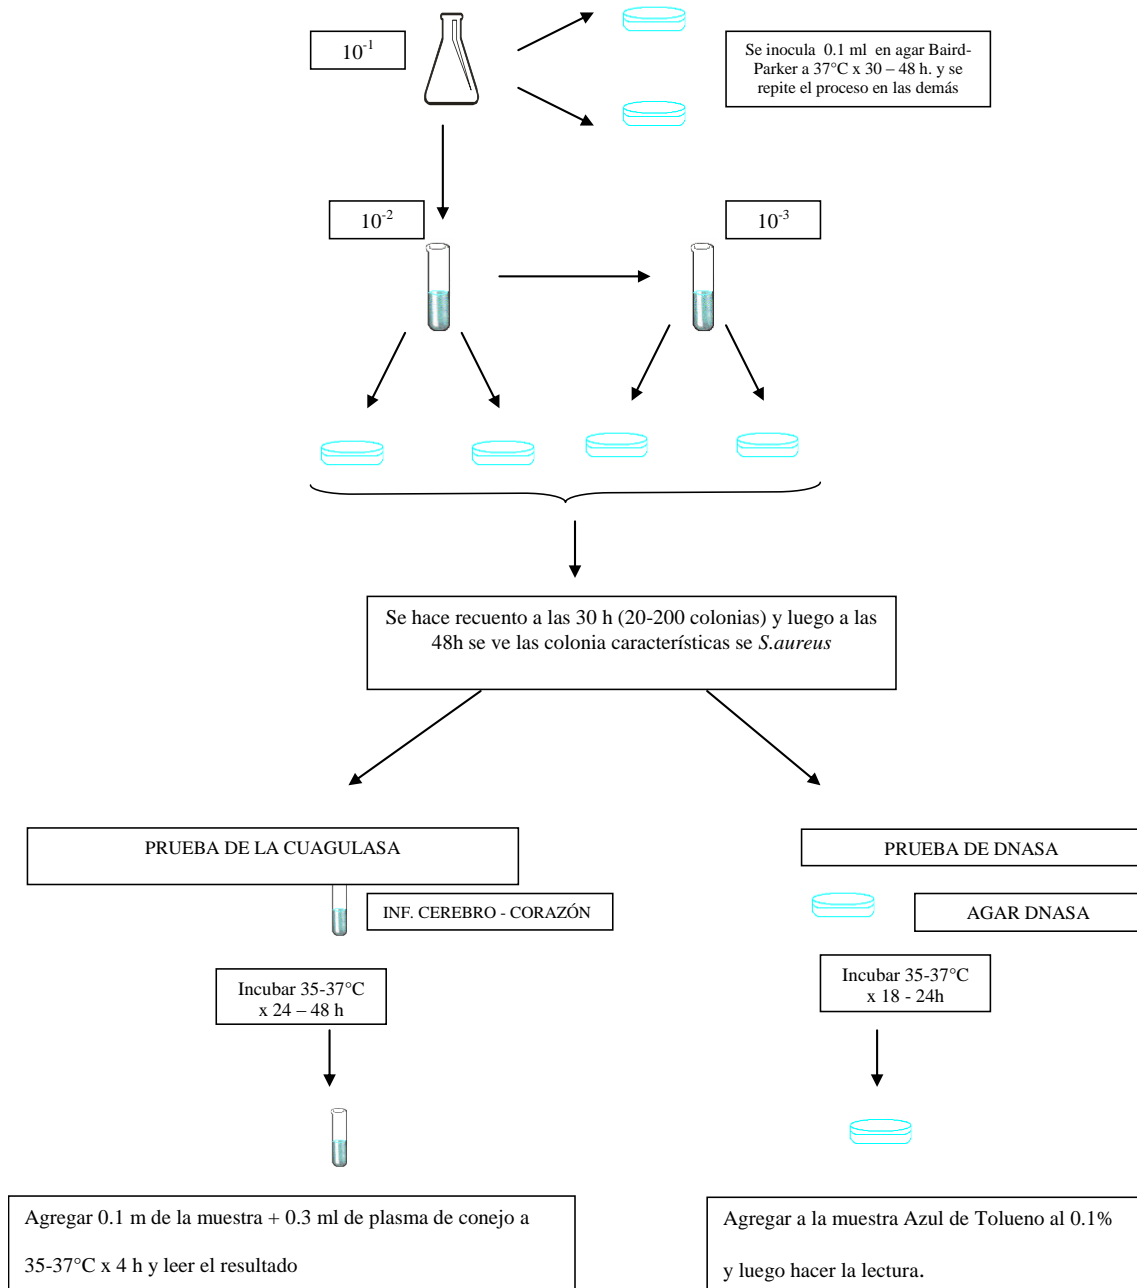 10-1
Se inocula 0.1 ml en agar Baird-
Parker a 37°C x 30 – 48 h. y se
repite el proceso en las demás
10-2
10-3
Se hace recuento a las 30 h (20-200 colonias) y luego a las
48h se ve las colonia características se S.aureus
PRUEBA DE LA CUAGULASA
INF. CEREBRO - CORAZÓN
Incubar 35-37°C
x 24 – 48 h
Agregar 0.1 m de la muestra + 0.3 ml de plasma de conejo a
35-37°C x 4 h y leer el resultado
PRUEBA DE DNASA
AGAR DNASA
Incubar 35-37°C
x 18 - 24h
Agregar a la muestra Azul de Tolueno al 0.1%
y luego hacer la lectura.